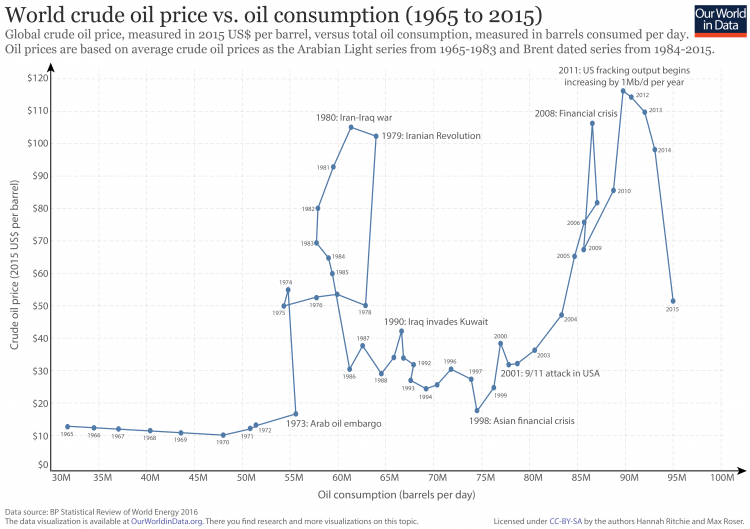 World crude oil price vs. oil consumption (1965 to 2015)
Our World
in Data
Global crude oil price, measured in 2015 US$ per barrel, versus total oil consumption, measured in barrels consumed per day.
Oil prices are based on average crude oil prices as the Arabian Light series from 1965-1983 and Brent dated series from 1984-2015.
Crude oil price (2015 US$ per barrel)
$120
$110
$100
$90
$80
$70
$60
$50
$40
$30
$20
$10
$0
2011: US fracking output begins
increasing by 1Mb/d per year
2012
2013
2008: Financial crisis
1980: Iran-Iraq war
1979: Iranian Revolution
2014
1981
2010
1982
2006
1983
2009
1984
2005
1985
1974
1975
1976
1978
2015
2004
1990: Iraq invades Kuwait
1987
2000
2003
1986
1988
1992
1996
1997
2001: 9/11 attack in USA
1993
1994
1999
1973: Arab oil embargo
1998: Asian financial crisis
1965
1966
1967
1968
1969
1970
1971
1972
30M
35M
40M
45M
50M
55M
60M
65M
70M
75M
80M
85M
90M
95M
100M
Oil consumption (barrels per day)
Data source: BP Statistical Review of World Energy 2016
The data visualization is available at OurWorldinData.org. There you find research and more visualizations on this topic.
Licensed under CC-BY-SA by the authors Hannah Ritchie and Max Roser.